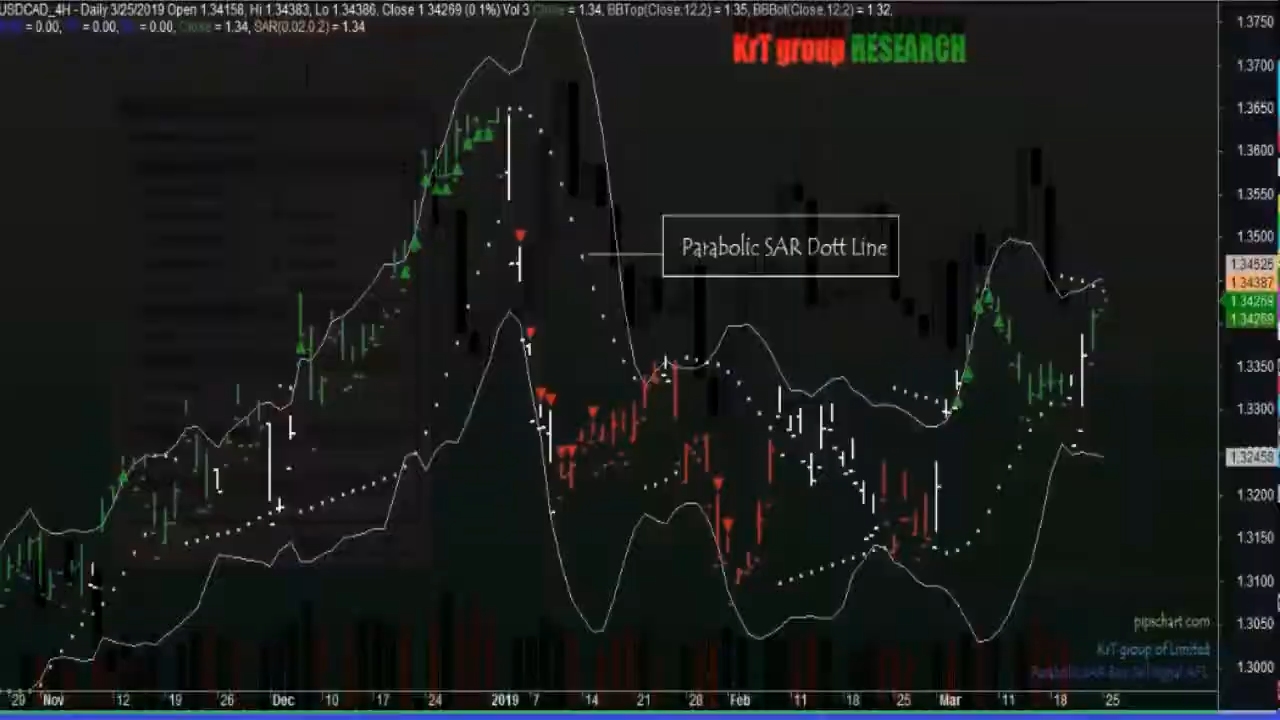 USDCAD_4H - Daily 3/25/2019 Open 1.34158, Hi 1.34383, Lo 1.34386, Close 1.34269 (0.1%) Vol 3 Close = 1.34, BBTop(Close,12,2) = 1.35, BBBot(Close,12,2) = 1.32,
= 0.00, = 0.00, = 0.00, Close = 1.34, SAR(0.02,0.2) = 1.34
KrT group RESEARCH
1.3750
1.3700
1.3650
1.3600
1.3550
1.3500
1.34525
1.34387
1.34269
1.34269
1.3350
1.3300
1.32458
1.3200
1.3150
1.3100
1.3050
1.3000
Parabolic SAR Dott Line
pipschart.com
KrT group of Limited
29 Nov 12 19 26 Dec 10 17 24 2019 7 14 21 28 Feb 11 18 25 Mar 11 18 25